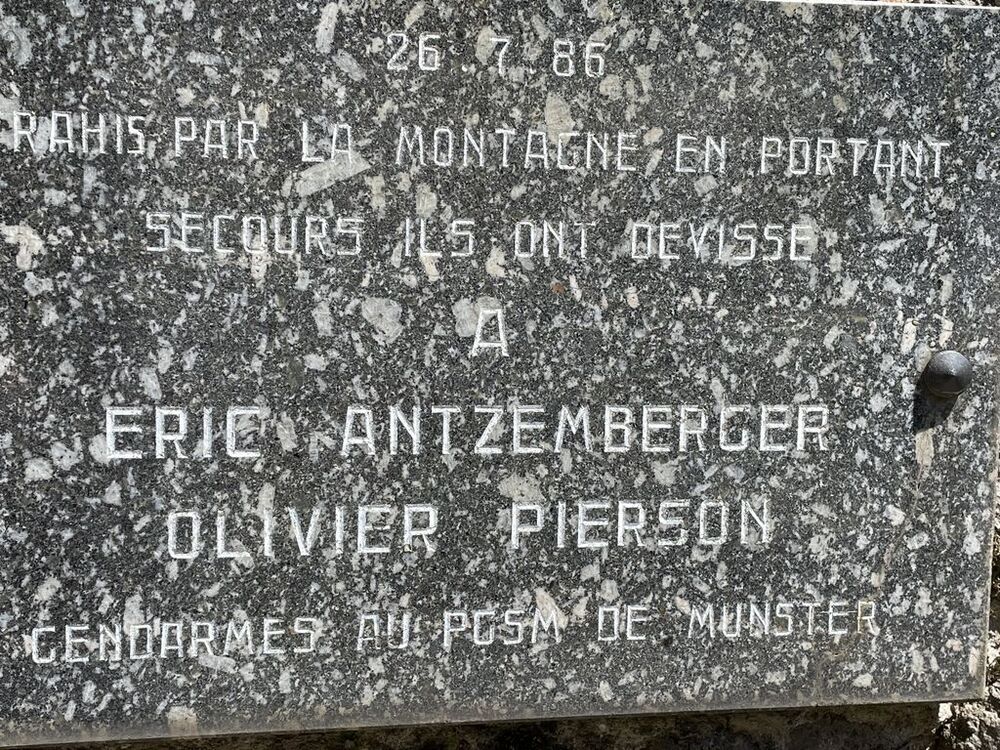 26 . 7 . 86
RAHIS PAR LA MONTAGNE EN PORTANT
SECOURS ILS ONT DEVISSE
A
ERIC ANTZEMBERGER
OLIVIER PIERSON
GENDARMES AU PGSM DE MUNSTER